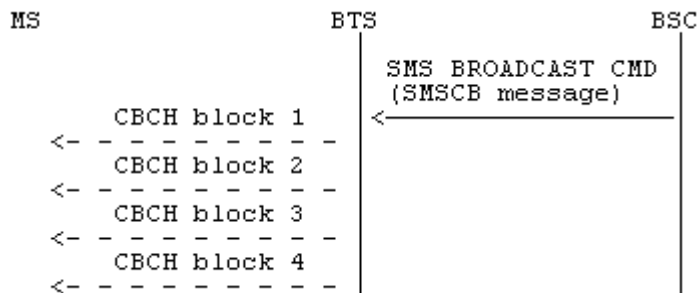 MS BTS BSC
SMS BROADCAST CMD
(SMSCB message)
CBCH block 1
CBCH block 2
CBCH block 3
CBCH block 4